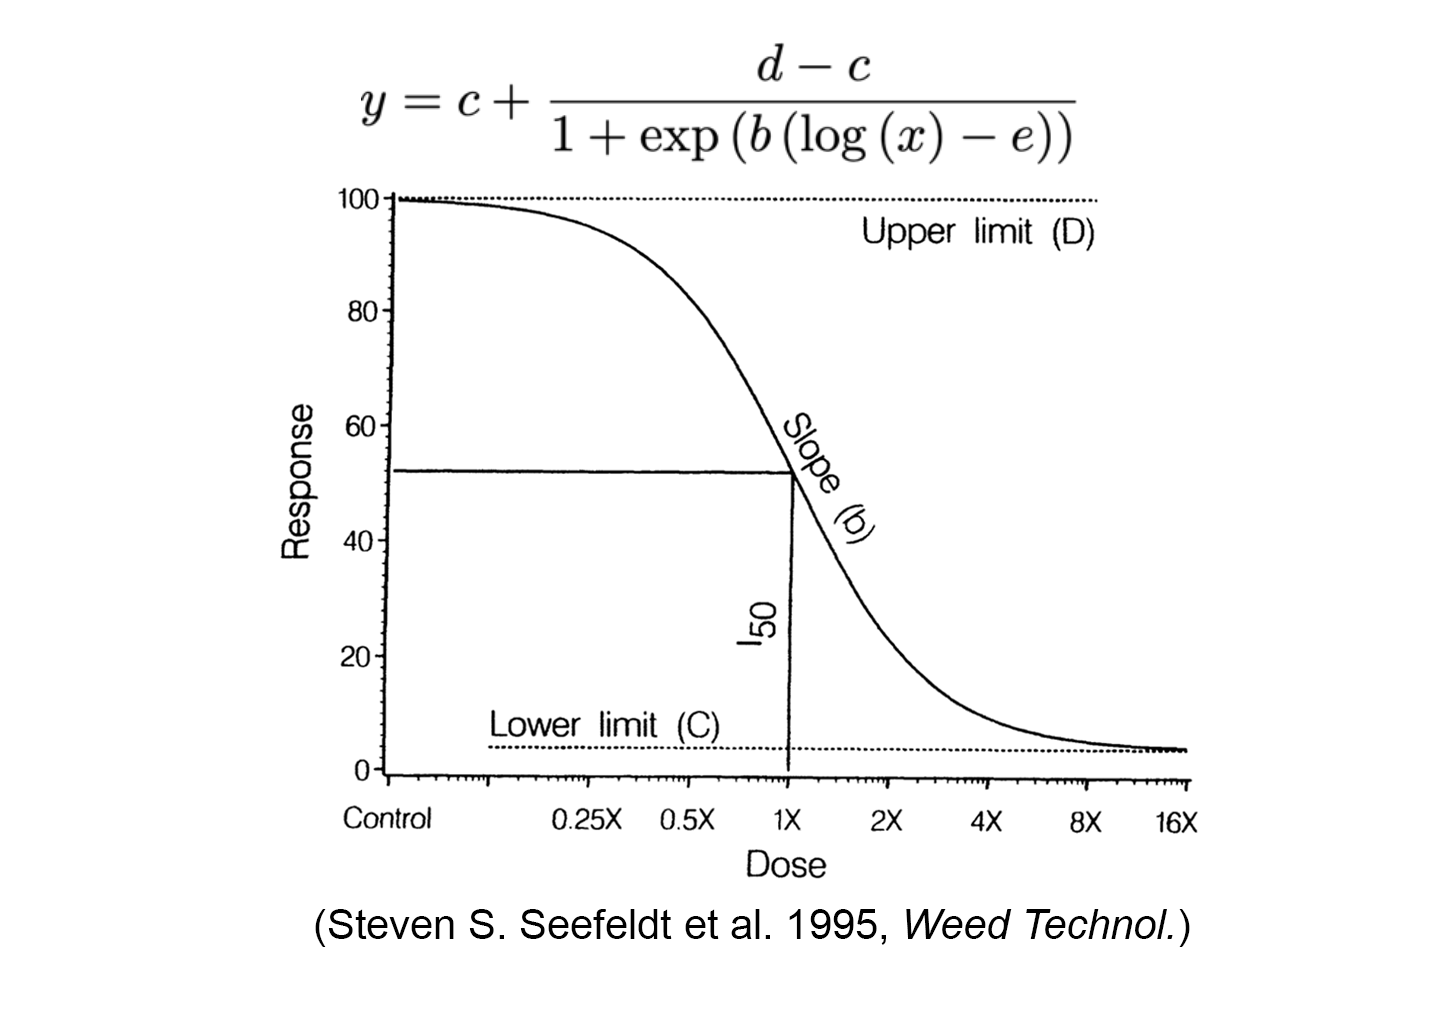 y = c + \frac{d - c}{1 + \exp(b(\log(x) - e))}
100
Upper limit (D)
80
60
Slope (b)
Response
40
I50
20
Lower limit (C)
0
Control 0.25X 0.5X 1X 2X 4X 8X 16X
Dose
(Steven S. Seefeldt et al. 1995, Weed Technol.)